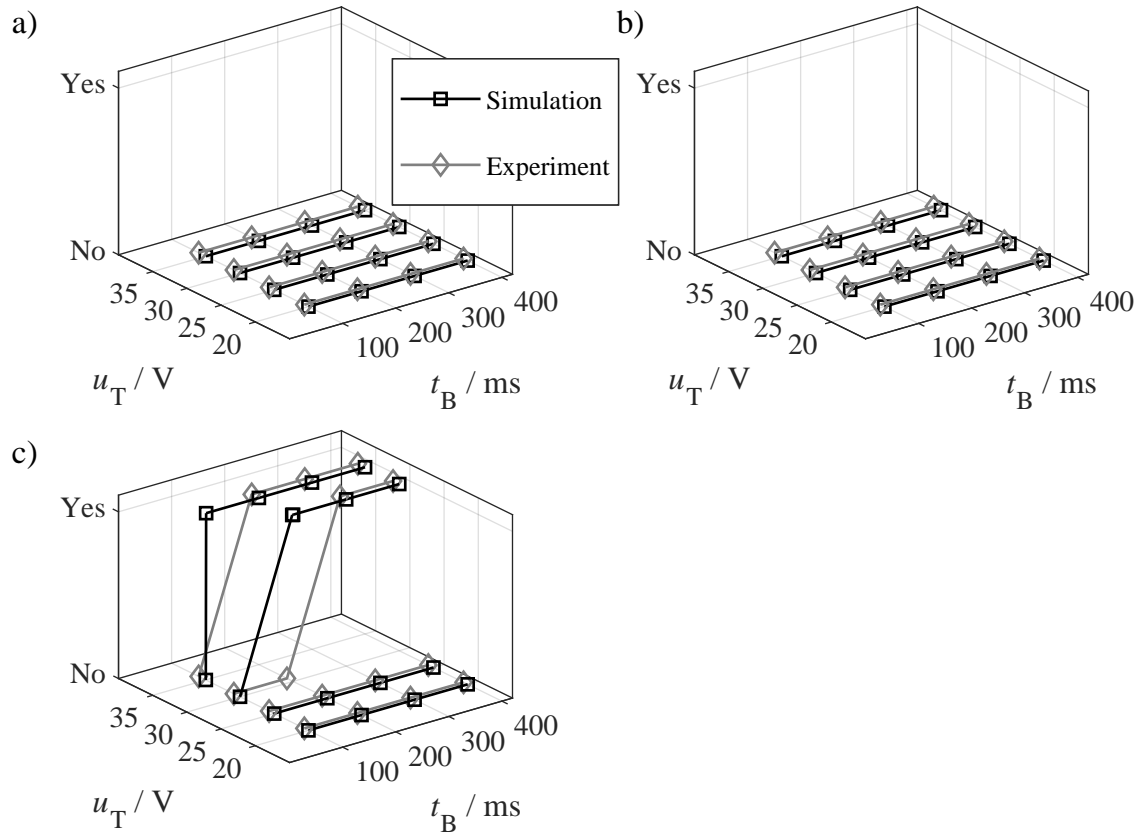 a)
Yes
No
35
30
25
20
100
200
300
400
u_T / V
t_B / ms
Simulation
Experiment
b)
Yes
No
35
30
25
20
100
200
300
400
u_T / V
t_B / ms
c)
Yes
No
35
30
25
20
100
200
300
400
u_T / V
t_B / ms